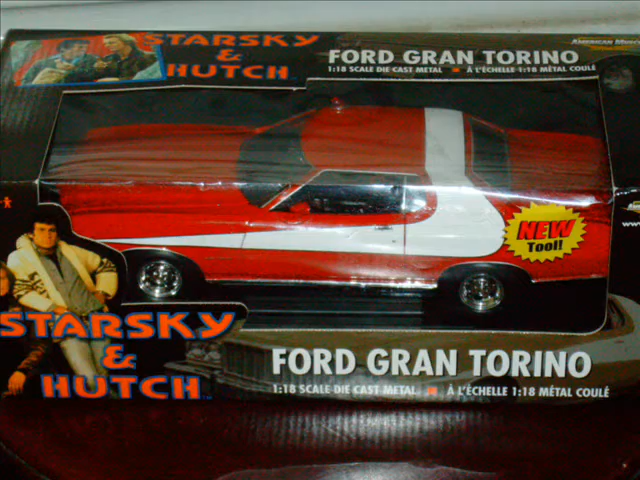 STARSKY
&
HUTCH
FORD GRAN TORINO
1:18 SCALE DIE CAST METAL ▪ À L'ÉCHELLE 1:18 MÉTAL COULÉ
NEW
Tool!
STARSKY
&
HUTCH
FORD GRAN TORINO
1:18 SCALE DIE CAST METAL ▪ À L'ÉCHELLE 1:18 MÉTAL COULÉ